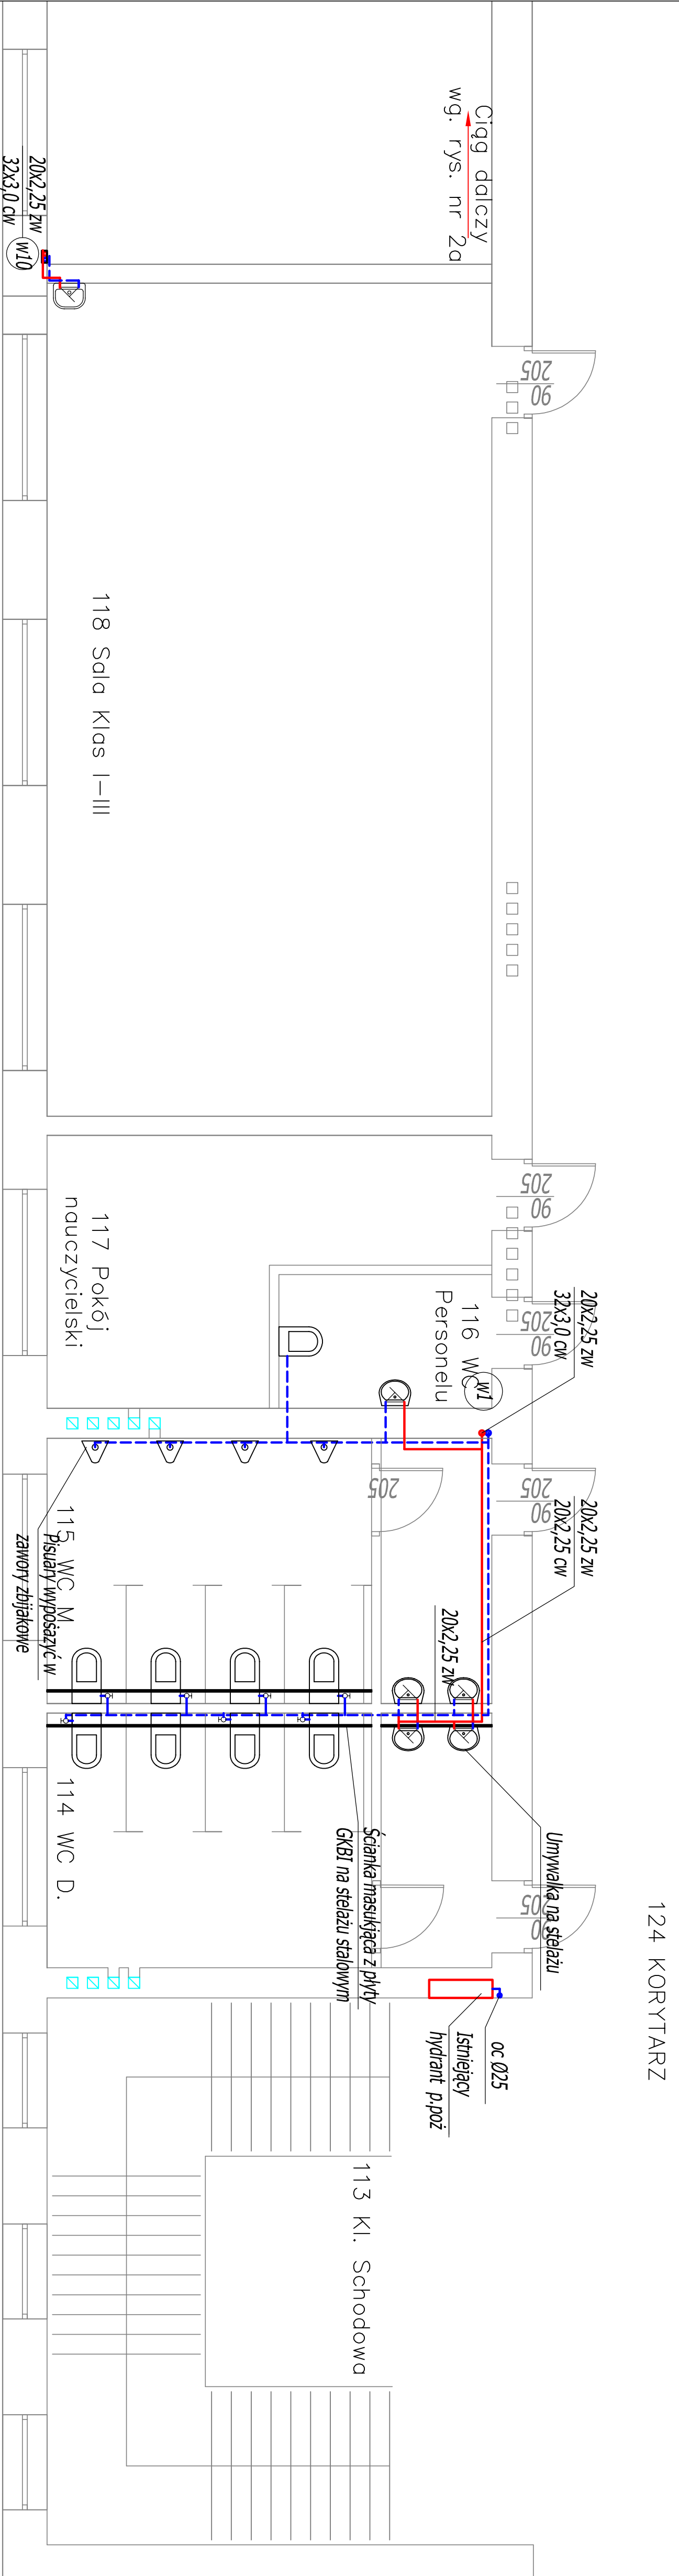 Ciąg dalczy
wg. rys. nr 2a
20x2,25 zw
32x3,0 cw
w10
205
90
118 Sala Klas I-III
205
90
117 Pokój
nauczycielski
116 WC
Personelu
w1
205
90
20x2,25 zw
32x3,0 cw
205
90
205
20x2,25 zw
20x2,25 cw
115 WC M
Pisuary wyposażyć w
zawory zbijakowe
20x2,25 zw
114 WC D.
Ścianka masukjąca z płyty
GKBI na stelażu stalowym
Umywalka na stelażu
205
90
124 KORYTARZ
oc Ø25
Istniejący
hydrant p.poż
113 Kl. Schodowa